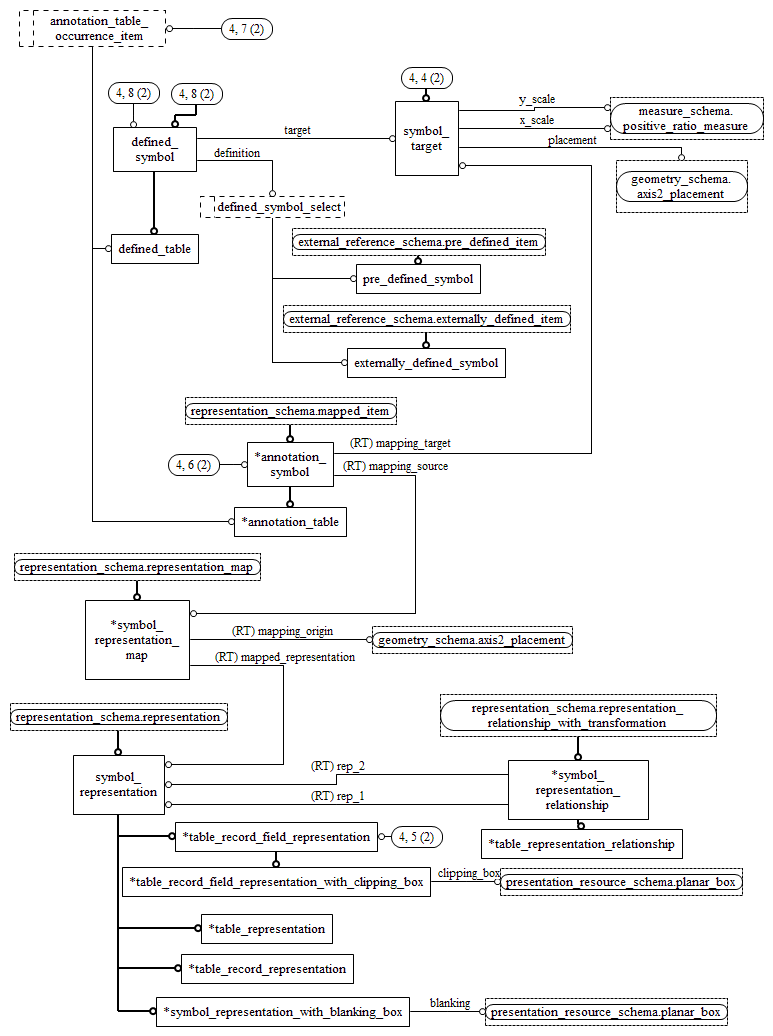 annotation_table_
occurrence_item
4, 7 (2)
4, 8 (2)
4, 8 (2)
4, 4 (2)
defined_
symbol
target
definition
symbol_
target
y_scale
x_scale
placement
measure_schema.
positive_ratio_measure
geometry_schema.
axis2_placement
defined_symbol_select
defined_table
external_reference_schema.pre_defined_item
pre_defined_symbol
external_reference_schema.externally_defined_item
externally_defined_symbol
representation_schema.mapped_item
4, 6 (2)
*annotation_
symbol
(RT) mapping_target
(RT) mapping_source
*annotation_table
representation_schema.representation_map
*symbol_
representation_
map
(RT) mapping_origin
geometry_schema.axis2_placement
(RT) mapped_representation
representation_schema.representation
representation_schema.representation_
relationship_with_transformation
symbol_
representation
(RT) rep_2
(RT) rep_1
*symbol_
representation_
relationship
*table_record_field_representation
4, 5 (2)
*table_representation_relationship
*table_record_field_representation_with_clipping_box
clipping_box
presentation_resource_schema.planar_box
*table_representation
*table_record_representation
*symbol_representation_with_blanking_box
blanking
presentation_resource_schema.planar_box